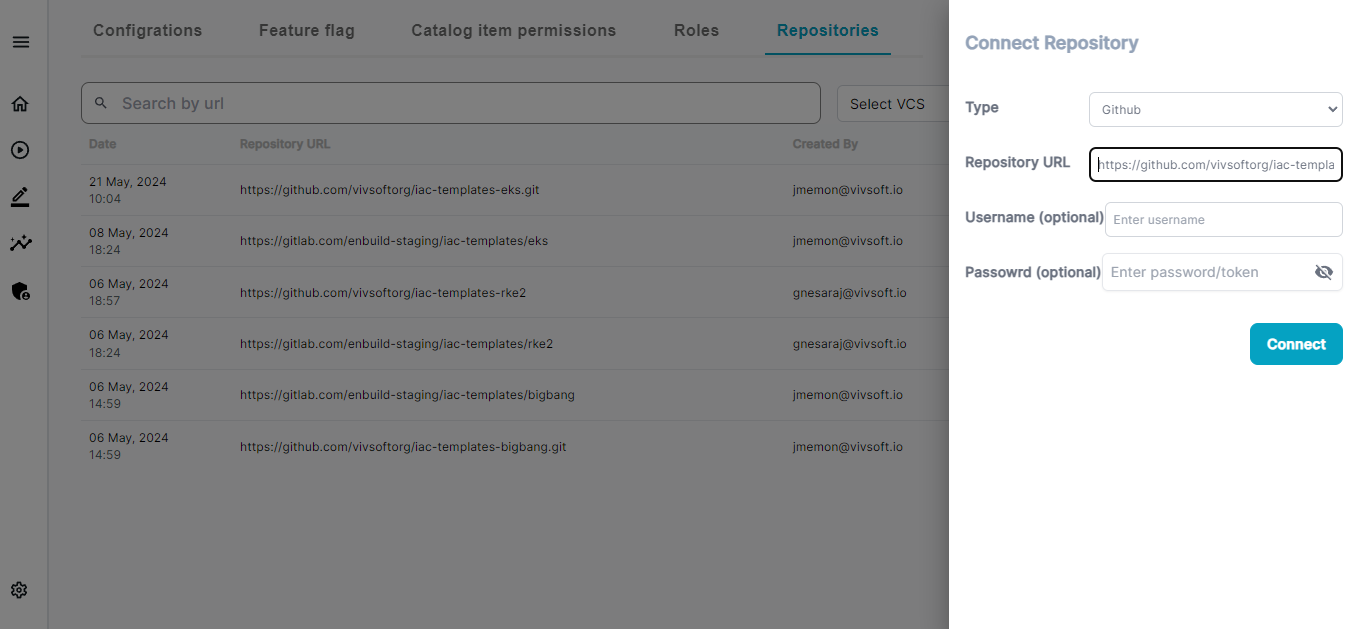 Configrations Feature flag Catalog item permissions Roles Repositories
Search by url Select VCS
Date Repository URL Created By
21 May, 2024
10:04 https://github.com/vivsoftorg/iac-templates-eks.git jmemon@vivsoft.io
08 May, 2024
18:24 https://gitlab.com/enbuild-staging/iac-templates/eks jmemon@vivsoft.io
06 May, 2024
18:57 https://github.com/vivsoftorg/iac-templates-rke2 gnesaraj@vivsoft.io
06 May, 2024
18:24 https://gitlab.com/enbuild-staging/iac-templates/rke2 gnesaraj@vivsoft.io
06 May, 2024
14:59 https://gitlab.com/enbuild-staging/iac-templates/bigbang jmemon@vivsoft.io
06 May, 2024
14:59 https://github.com/vivsoftorg/iac-templates-bigbang.git jmemon@vivsoft.io
Connect Repository
Type Github
Repository URL https://github.com/vivsoftorg/iac-templa
Username (optional) Enter username
Passowrd (optional) Enter password/token
Connect